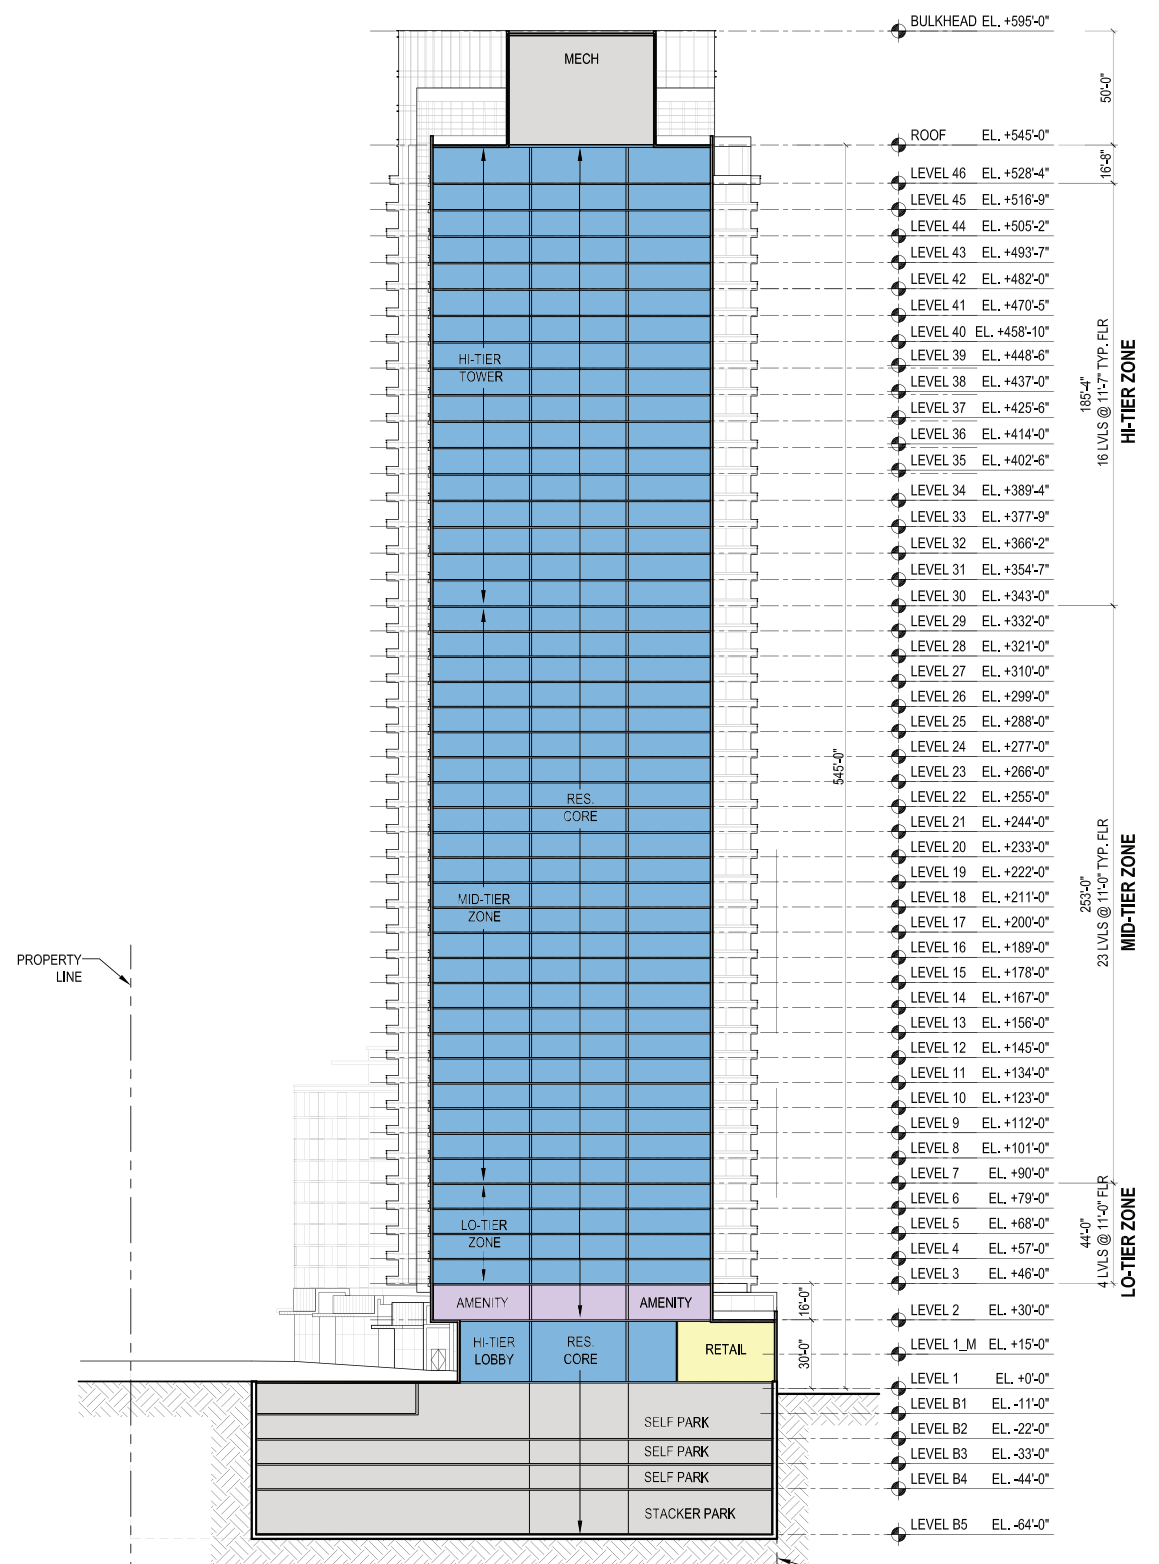 BULKHEAD EL. +595'-0"
MECH
50'-0"
ROOF EL. +545'-0"
16'-8"
LEVEL 46 EL. +528'-4"
LEVEL 45 EL. +516'-9"
LEVEL 44 EL. +505'-2"
LEVEL 43 EL. +493'-7"
LEVEL 42 EL. +482'-0"
LEVEL 41 EL. +470'-5"
LEVEL 40 EL. +458'-10"
LEVEL 39 EL. +448'-6"
LEVEL 38 EL. +437'-0"
LEVEL 37 EL. +425'-6"
LEVEL 36 EL. +414'-0"
LEVEL 35 EL. +402'-6"
LEVEL 34 EL. +389'-4"
LEVEL 33 EL. +377'-9"
LEVEL 32 EL. +366'-2"
LEVEL 31 EL. +354'-7"
LEVEL 30 EL. +343'-0"
HI-TIER
TOWER
185'-4"
16 LVLS @ 11'-7" TYP. FLR
HI-TIER ZONE
LEVEL 29 EL. +332'-0"
LEVEL 28 EL. +321'-0"
LEVEL 27 EL. +310'-0"
LEVEL 26 EL. +299'-0"
LEVEL 25 EL. +288'-0"
LEVEL 24 EL. +277'-0"
LEVEL 23 EL. +266'-0"
LEVEL 22 EL. +255'-0"
LEVEL 21 EL. +244'-0"
LEVEL 20 EL. +233'-0"
LEVEL 19 EL. +222'-0"
LEVEL 18 EL. +211'-0"
LEVEL 17 EL. +200'-0"
LEVEL 16 EL. +189'-0"
LEVEL 15 EL. +178'-0"
LEVEL 14 EL. +167'-0"
LEVEL 13 EL. +156'-0"
LEVEL 12 EL. +145'-0"
LEVEL 11 EL. +134'-0"
LEVEL 10 EL. +123'-0"
LEVEL 9 EL. +112'-0"
LEVEL 8 EL. +101'-0"
LEVEL 7 EL. +90'-0"
545'-0"
RES.
CORE
MID-TIER
ZONE
253'-0"
23 LVLS @ 11'-0" TYP. FLR
MID-TIER ZONE
PROPERTY
LINE
LEVEL 6 EL. +79'-0"
LEVEL 5 EL. +68'-0"
LEVEL 4 EL. +57'-0"
LEVEL 3 EL. +46'-0"
LO-TIER
ZONE
44'-0"
4 LVLS @ 11'-0" FLR
LO-TIER ZONE
AMENITY
AMENITY
16'-0"
LEVEL 2 EL. +30'-0"
HI-TIER
LOBBY
RES.
CORE
RETAIL
30'-0"
LEVEL 1_M EL. +15'-0"
LEVEL 1 EL. +0'-0"
LEVEL B1 EL. -11'-0"
SELF PARK
LEVEL B2 EL. -22'-0"
SELF PARK
LEVEL B3 EL. -33'-0"
SELF PARK
LEVEL B4 EL. -44'-0"
STACKER PARK
LEVEL B5 EL. -64'-0"